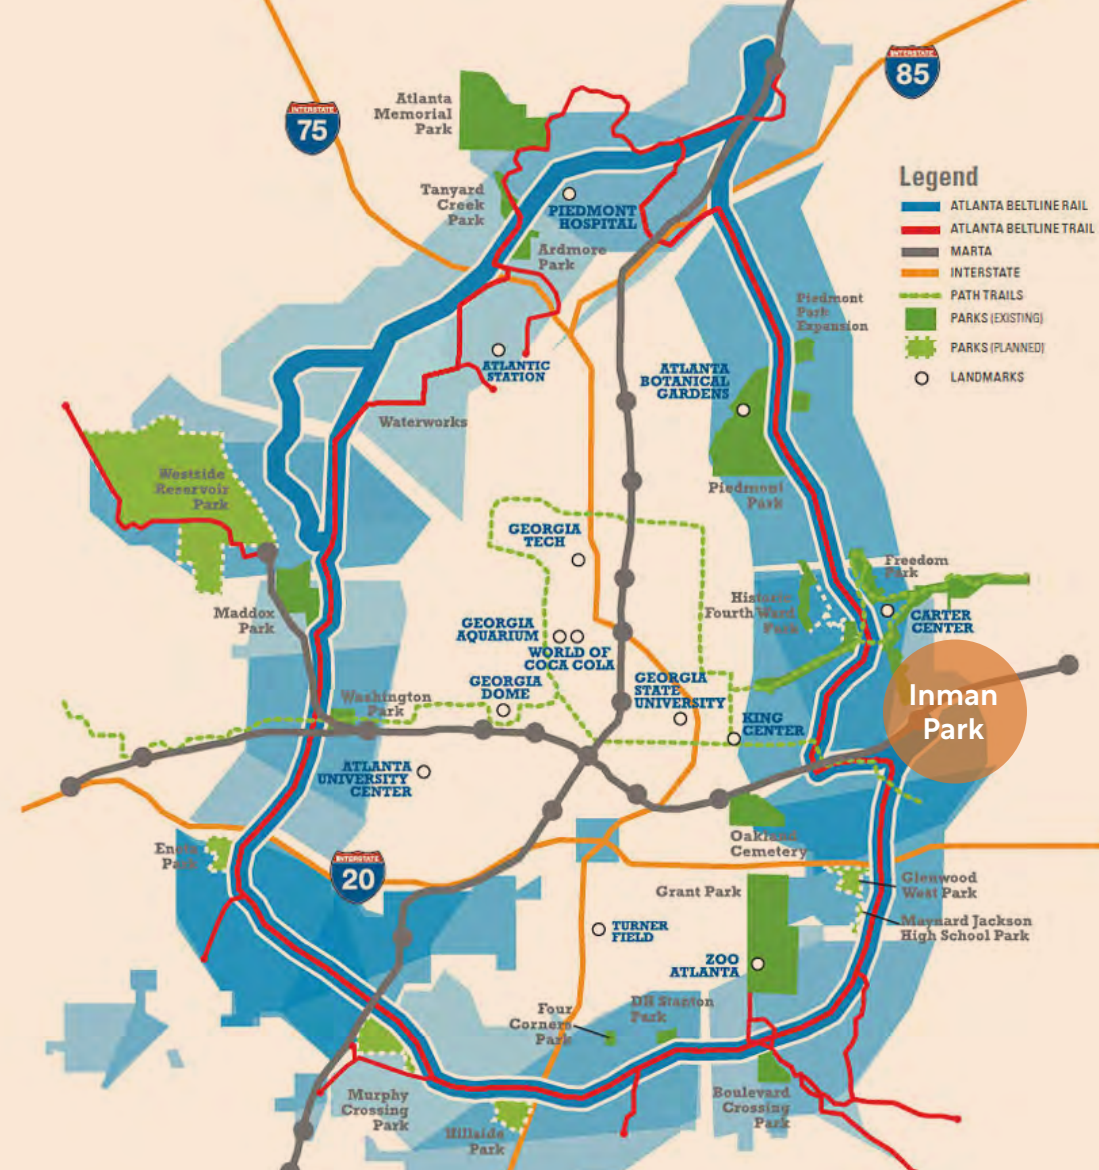 INTERSTATE
85
INTERSTATE
75
Atlanta
Memorial
Park
Legend
ATLANTA BELTLINE RAIL
ATLANTA BELTLINE TRAIL
MARTA
INTERSTATE
PATH TRAILS
PARKS (EXISTING)
PARKS (PLANNED)
LANDMARKS
Tanyard
Creek
Park
PIEDMONT
HOSPITAL
Ardmore
Park
Piedmont
Park
Expansion
ATLANTIC
STATION
ATLANTA
BOTANICAL
GARDENS
Waterworks
Westside
Reservoir
Park
Piedmont
Park
GEORGIA
TECH
Freedom
Park
Maddox
Park
Historic
Fourth Ward
Park
CARTER
CENTER
GEORGIA
AQUARIUM
WORLD OF
COCA COLA
GEORGIA
DOME
GEORGIA
STATE
UNIVERSITY
Inman
Park
Washington
Park
KING
CENTER
ATLANTA
UNIVERSITY
CENTER
Oakland
Cemetery
Enota
Park
INTERSTATE
20
Grant Park
Glenwood
West Park
Maynard Jackson
High School Park
TURNER
FIELD
ZOO
ATLANTA
Four
Corners
Park
DH Stanton
Park
Murphy
Crossing
Park
Boulevard
Crossing
Park
Hillside
Park